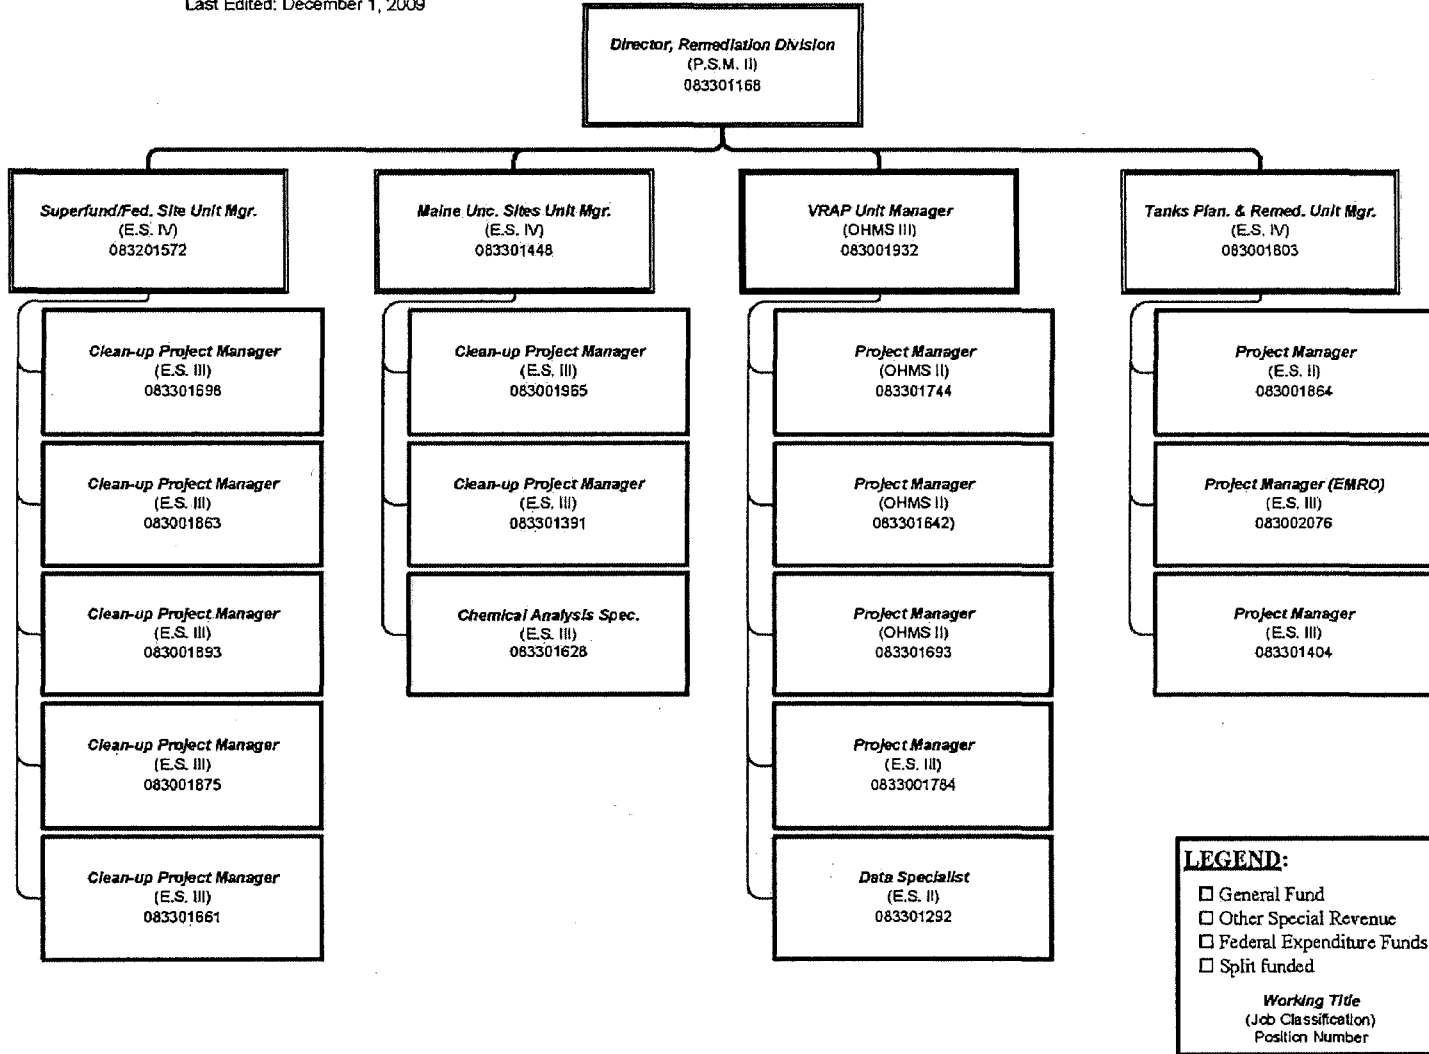 Last Edited: December 1, 2009
Director, Remediation Division
(P.S.M. II)
083301168
Superfund/Fed. Site Unit Mgr.
(E.S. IV)
083201572
Maine Unc. Sites Unit Mgr.
(E.S. IV)
083301448
VRAP Unit Manager
(OHMS III)
083001932
Tanks Plan. & Remed. Unit Mgr.
(E.S. IV)
083001803
Clean-up Project Manager
(E.S. III)
083301698
Clean-up Project Manager
(E.S. III)
083001863
Clean-up Project Manager
(E.S. III)
083001893
Clean-up Project Manager
(E.S. III)
083001875
Clean-up Project Manager
(E.S. III)
083301661
Clean-up Project Manager
(E.S. III)
083001965
Clean-up Project Manager
(E.S. III)
083301391
Chemical Analysis Spec.
(E.S. III)
083301628
Project Manager
(OHMS II)
083301744
Project Manager
(OHMS II)
083301642)
Project Manager
(OHMS II)
083301693
Project Manager
(E.S. III)
0833001784
Data Specialist
(E.S. II)
083301292
Project Manager
(E.S. II)
083001864
Project Manager (EMRO)
(E.S. III)
083002076
Project Manager
(E.S. III)
083301404
LEGEND:
General Fund
Other Special Revenue
Federal Expenditure Funds
Split funded
Working Title
(Job Classification)
Position Number